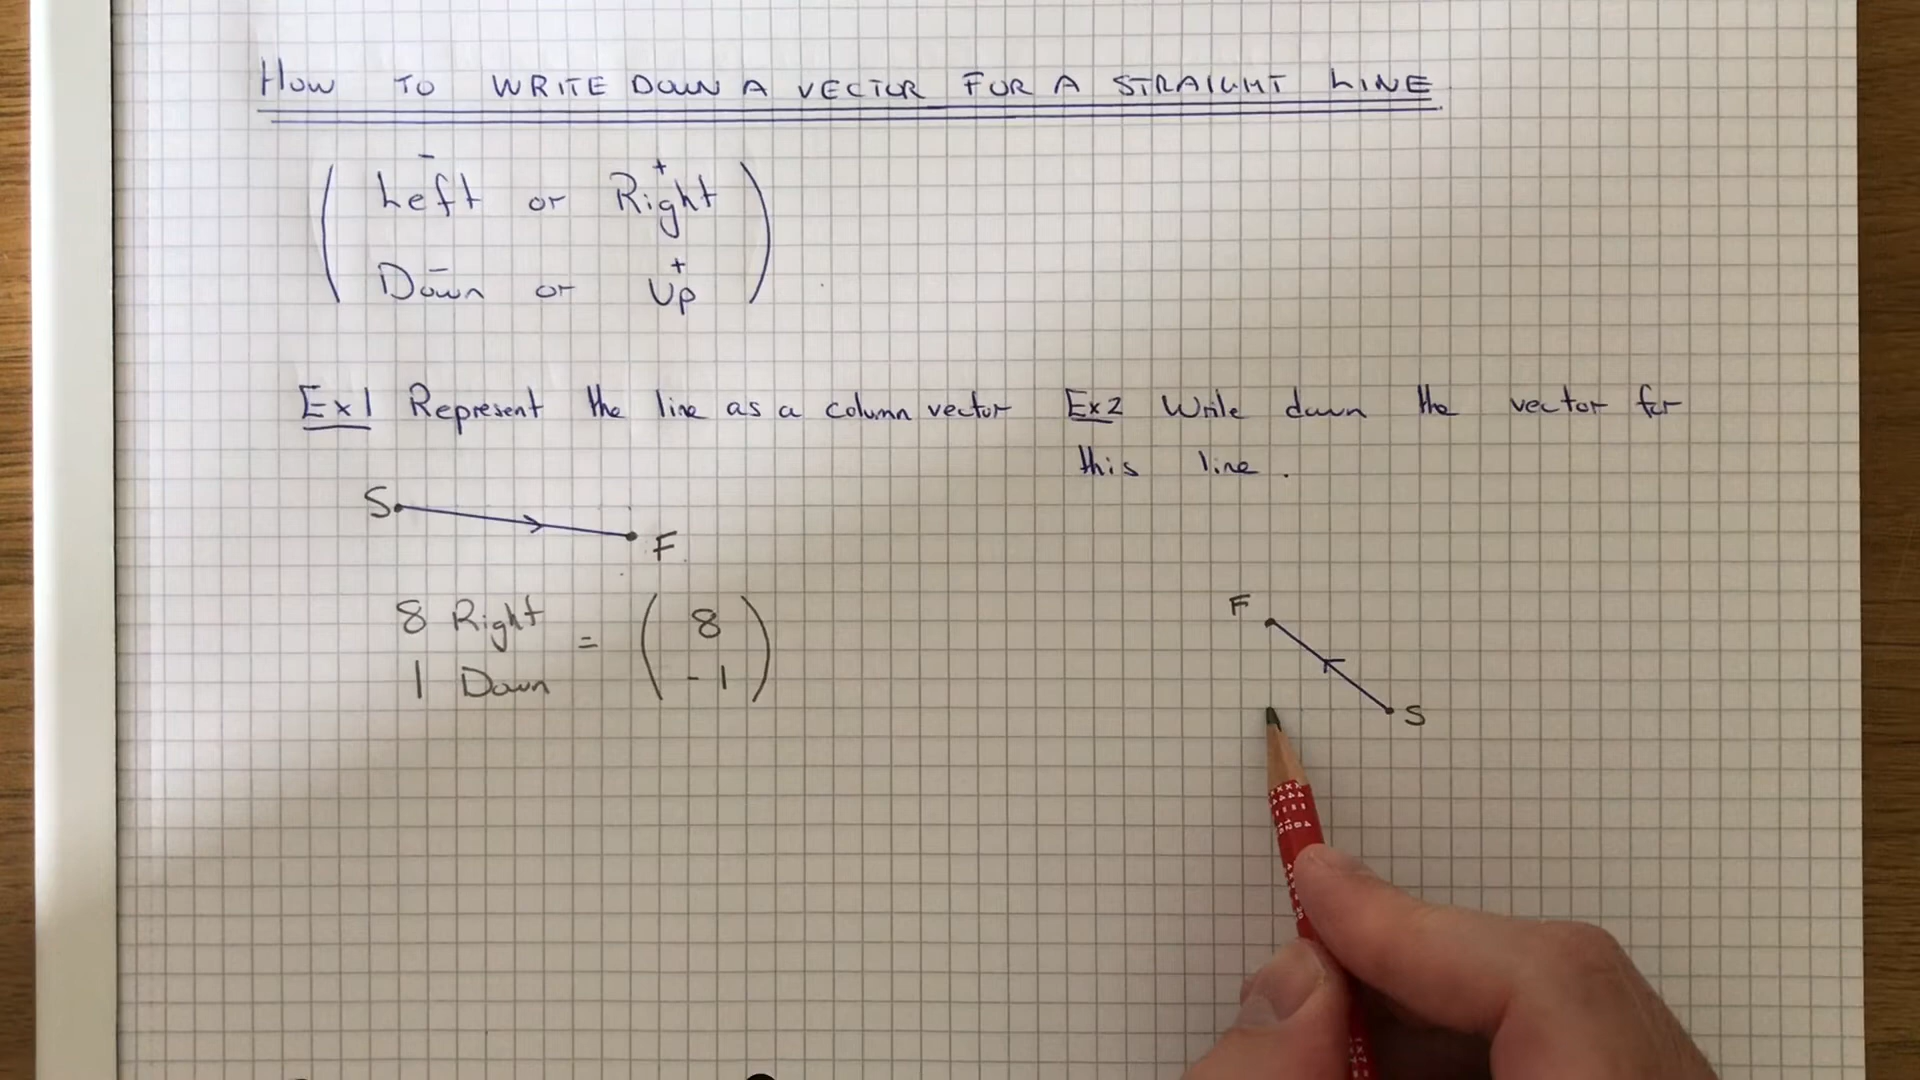 HOW TO WRITE DOWN A VECTOR FOR A STRAIGHT LINE
- +
Left or Right
- +
Down or Up
Ex1 Represent the line as a column vector
S
F
8 Right = ( 8
1 Down -1 )
Ex2 Write down the vector for
this line.
F
S